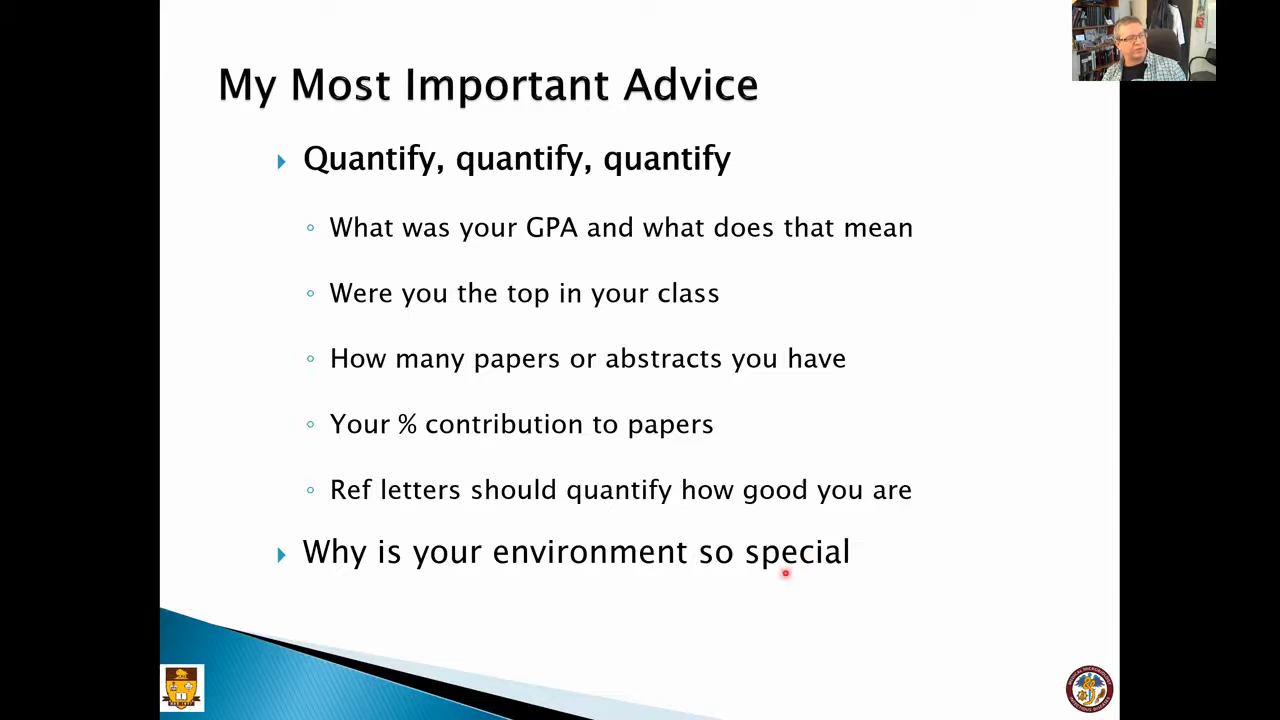 My Most Important Advice
Quantify, quantify, quantify
What was your GPA and what does that mean
Were you the top in your class
How many papers or abstracts you have
Your % contribution to papers
Ref letters should quantify how good you are
Why is your environment so special